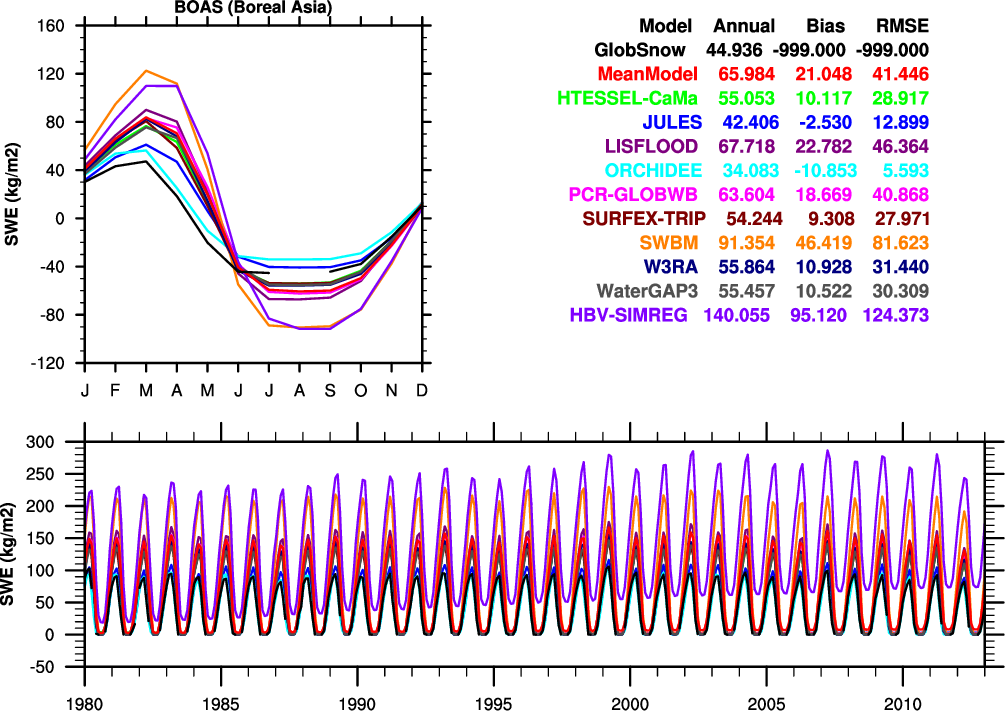 BOAS (Boreal Asia)
160
120
80
40
0
-40
-80
-120
SWE (kg/m2)
J F M A M J J A S O N D
Model Annual Bias RMSE
GlobSnow 44.936 -999.000 -999.000
MeanModel 65.984 21.048 41.446
HTESSEL-CaMa 55.053 10.117 28.917
JULES 42.406 -2.530 12.899
LISFLOOD 67.718 22.782 46.364
ORCHIDEE 34.083 -10.853 5.593
PCR-GLOBWB 63.604 18.669 40.868
SURFEX-TRIP 54.244 9.308 27.971
SWBM 91.354 46.419 81.623
W3RA 55.864 10.928 31.440
WaterGAP3 55.457 10.522 30.309
HBV-SIMREG 140.055 95.120 124.373
300
250
200
150
100
50
0
-50
SWE (kg/m2)
1980 1985 1990 1995 2000 2005 2010